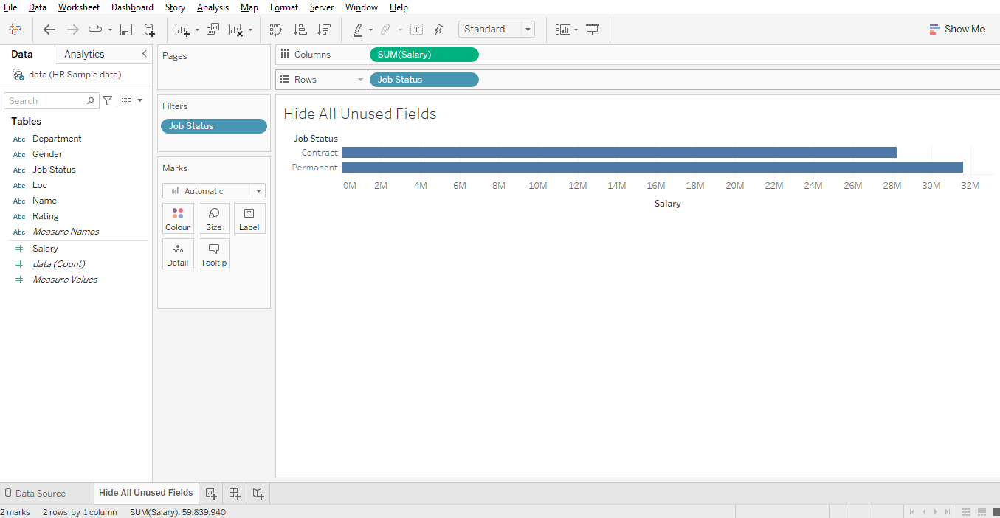 File Data Worksheet Dashboard Story Analysis Map Format Server Window Help
Standard
Show Me
Data Analytics
data (HR Sample data)
Search
Tables
Abc Department
Abc Gender
Abc Job Status
Abc Loc
Abc Name
Abc Rating
Abc Measure Names
# Salary
# data (Count)
# Measure Values
Pages
Filters
Job Status
Marks
Automatic
Colour Size Label
T
Detail Tooltip
Columns SUM(Salary)
Rows Job Status
Hide All Unused Fields
Job Status
Contract
Permanent
0M 2M 4M 6M 8M 10M 12M 14M 16M 18M 20M 22M 24M 26M 28M 30M 32M
Salary
Data Source Hide All Unused Fields
2 marks 2 rows by 1 column SUM(Salary): 59,839,940